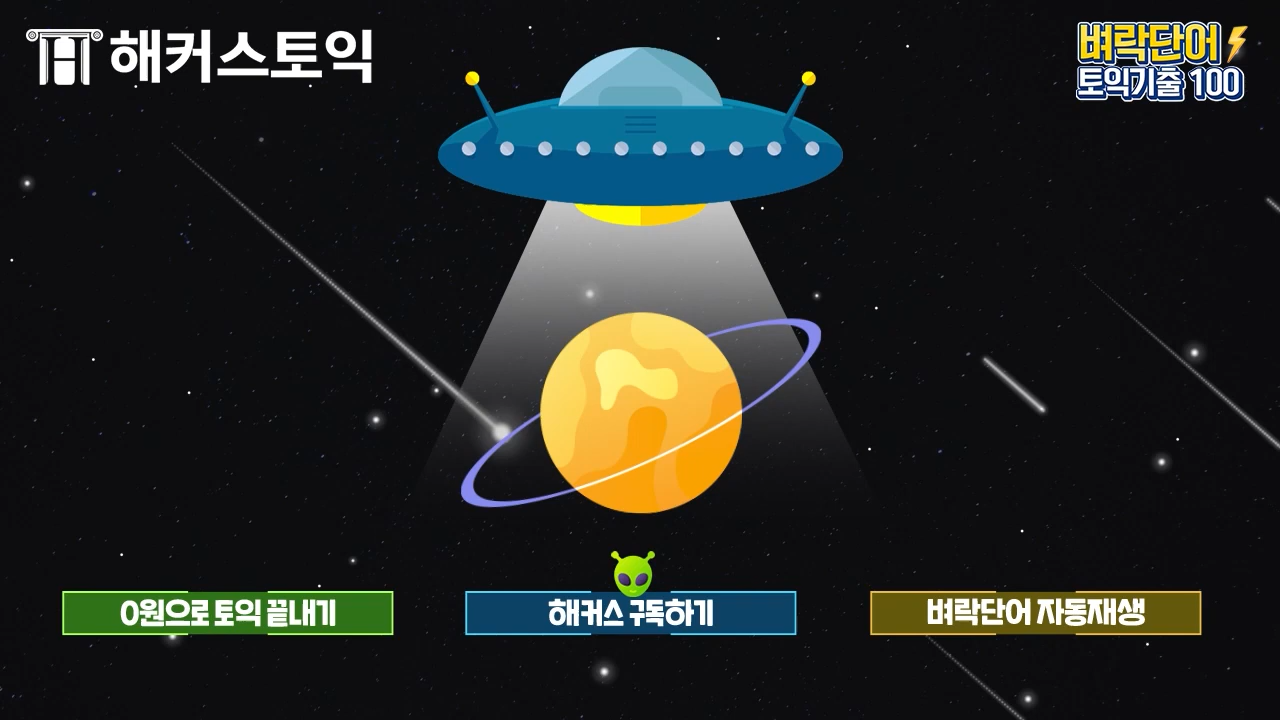 해커스토익
벼락단어
토익기출 100
0원으로 토익 끝내기
해커스 구독하기
벼락단어 자동재생